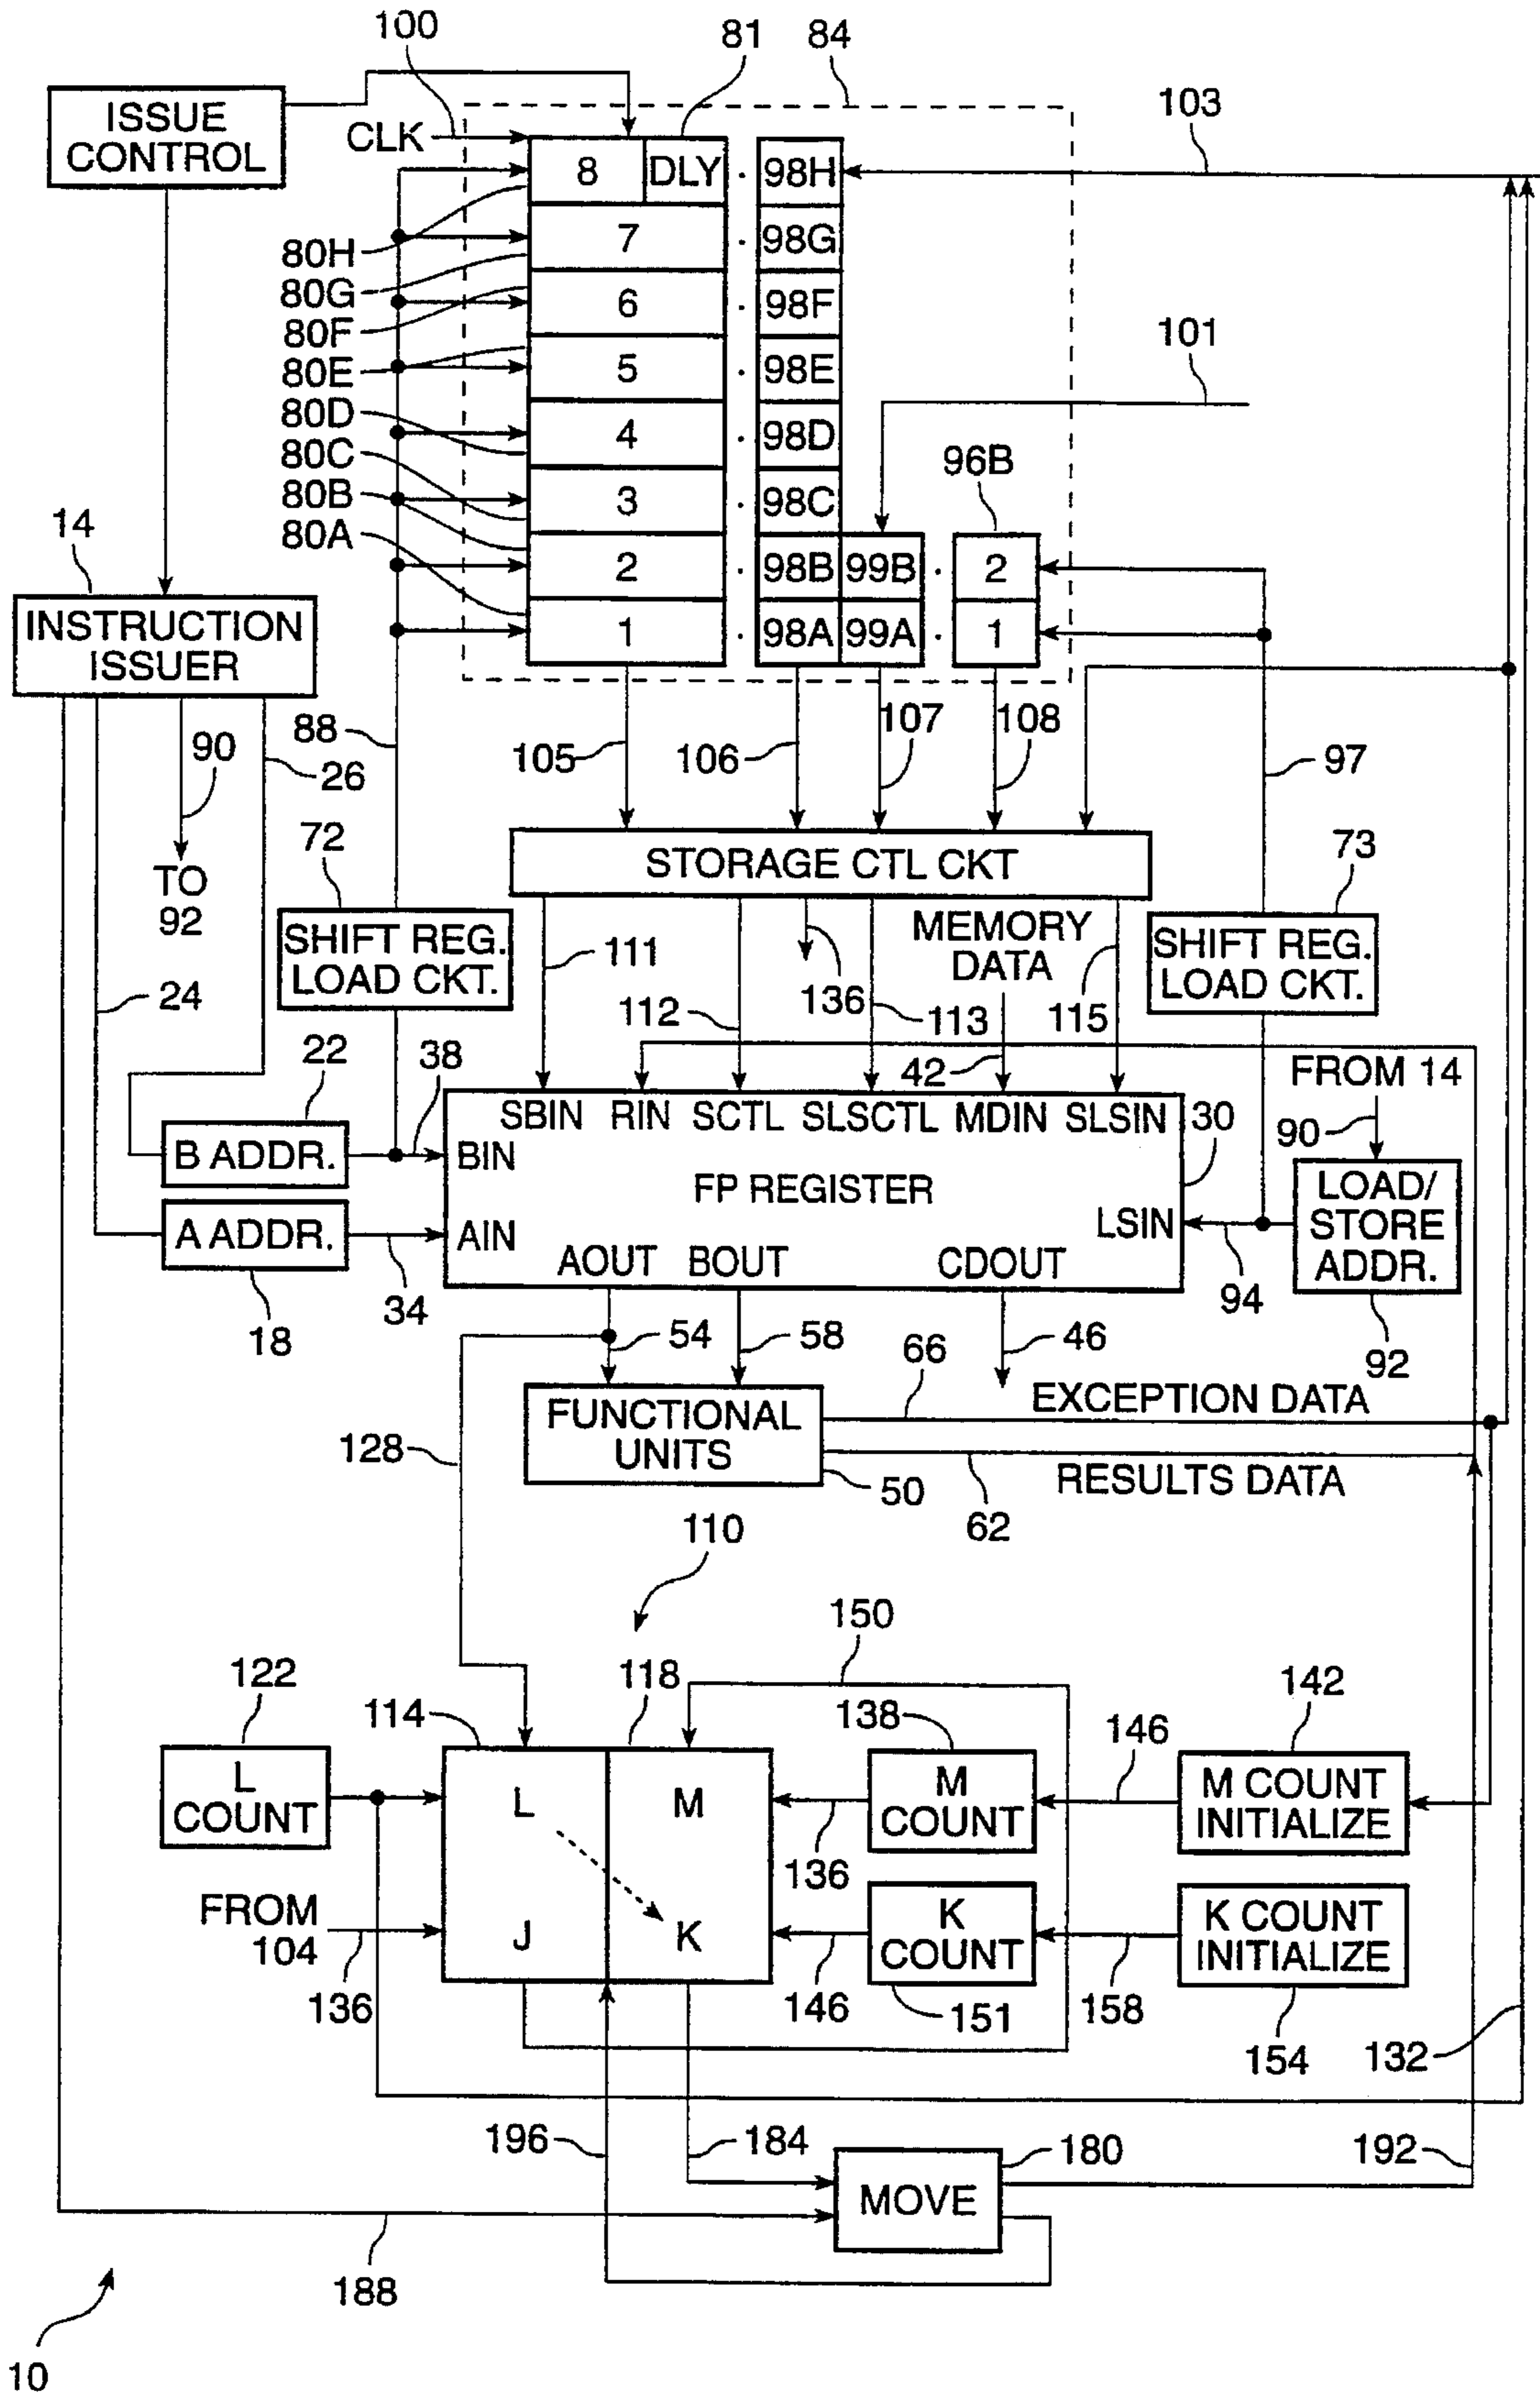 100
81
84
ISSUE
CONTROL
103
CLK
8
DLY
98H
80H
7
98G
80G
6
98F
80F
101
5
98E
80E
4
98D
80D
96B
80C
3
98C
80B
14
80A
2
98B
99B
2
INSTRUCTION
ISSUER
1
98A
99A
1
88
90
26
105
106
107
108
97
TO
92
72
STORAGE CTL CKT
73
SHIFT REG.
LOAD CKT.
MEMORY
DATA
SHIFT REG.
LOAD CKT.
24
111
112
136
113
115
22
38
42
FROM 14
90
SBIN
RIN
SCTL
SLSCTL
MDIN
SLSIN
30
B ADDR.
BIN
FP REGISTER
LOAD/
STORE
ADDR.
A ADDR.
AIN
LSIN
AOUT
BOUT
CDOUT
18
34
94
92
54
58
46
66
EXCEPTION DATA
FUNCTIONAL
UNITS
128
50
62
RESULTS DATA
110
150
122
118
142
114
138
146
L
COUNT
L
M
M
COUNT
M COUNT
INITIALIZE
136
FROM
104
J
K
K
COUNT
K COUNT
INITIALIZE
136
146
151
158
154
132
196
184
180
192
MOVE
188
10